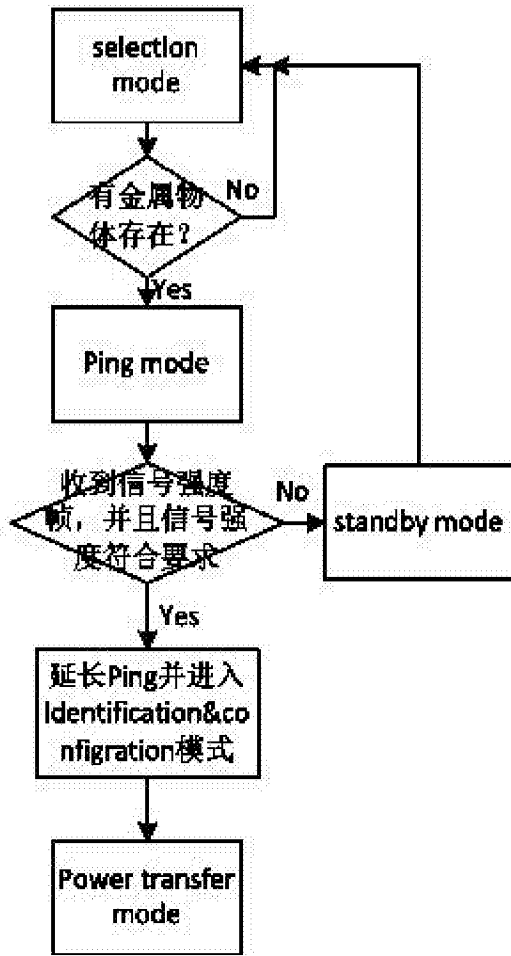 selection
mode
有金属物
体存在？
No
Yes
Ping mode
收到信号强度
帧，并且信号强
度符合要求
No
standby mode
Yes
延长Ping并进入
Identification&co
nfigration模式
Power transfer
mode